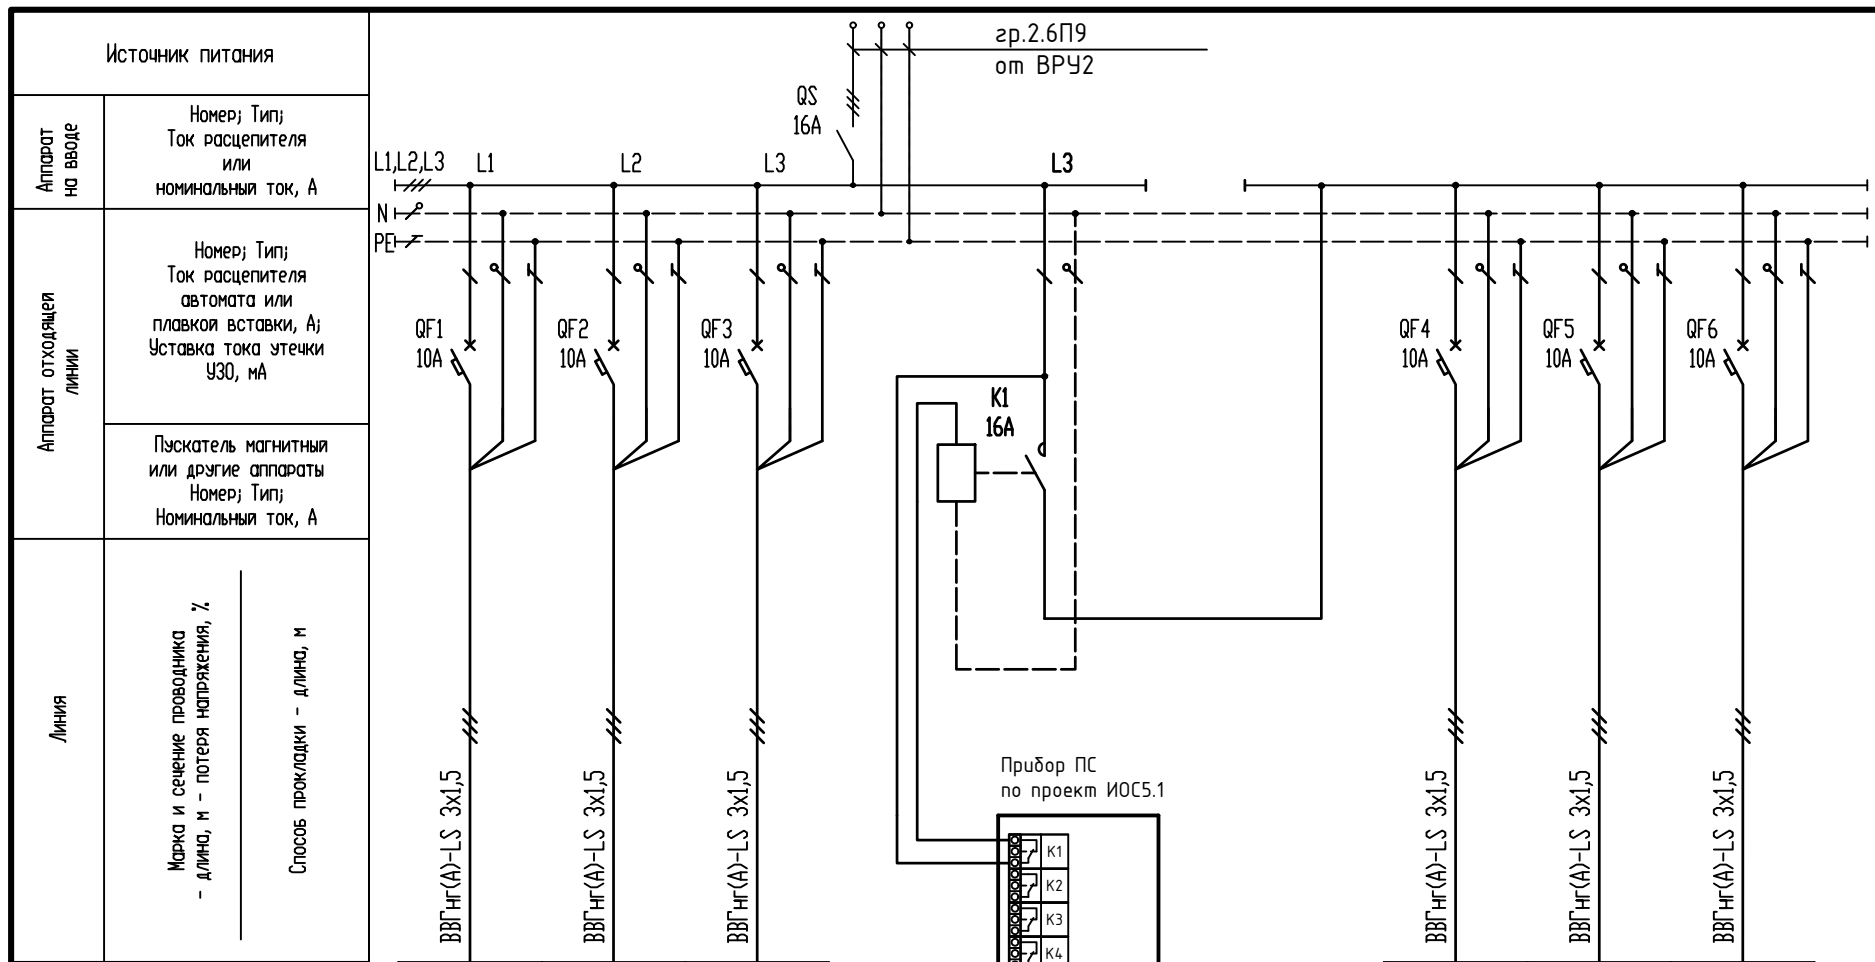 Источник питания
Аппарат
на вводе
Номер; Тип;
Ток расцепителя
или
номинальный ток, А
Аппарат отходящей
линии
Номер; Тип;
Ток расцепителя
автомата или
плавкой вставки, А;
Уставка тока утечки
УЗО, мА
Пускатель магнитный
или другие аппараты
Номер; Тип;
Номинальный ток, А
Линия
Марка и сечение проводника
- длина, м - потеря напряжения, %
Способ прокладки - длина, м
гр.2.6П9
от ВРУ2
QS
16А
L1,L2,L3
L1
L2
L3
L3
N
PE
QF1
10А
QF2
10А
QF3
10А
К1
16А
QF4
10А
QF5
10А
QF6
10А
ВВГнг(А)-LS 3х1,5
ВВГнг(А)-LS 3х1,5
ВВГнг(А)-LS 3х1,5
Прибор ПС
по проект ИОС5.1
К1
К2
К3
К4
ВВГнг(А)-LS 3х1,5
ВВГнг(А)-LS 3х1,5
ВВГнг(А)-LS 3х1,5